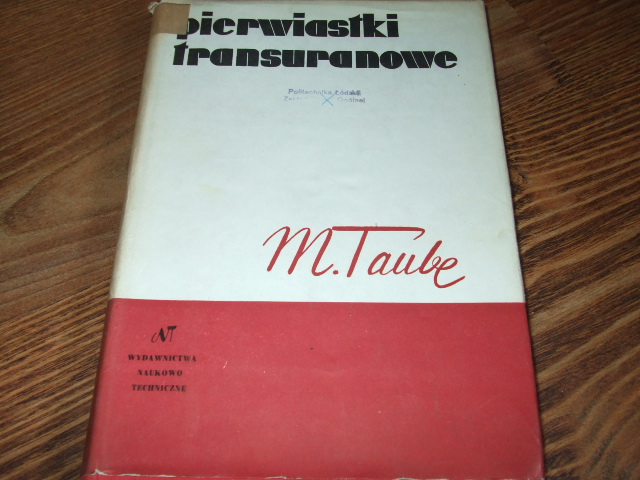 pierwiastki
transuranowe
Politechnika Łódzka
M. Taube
NT
WYDAWNICTWA
NAUKOWO
TECHNICZNE